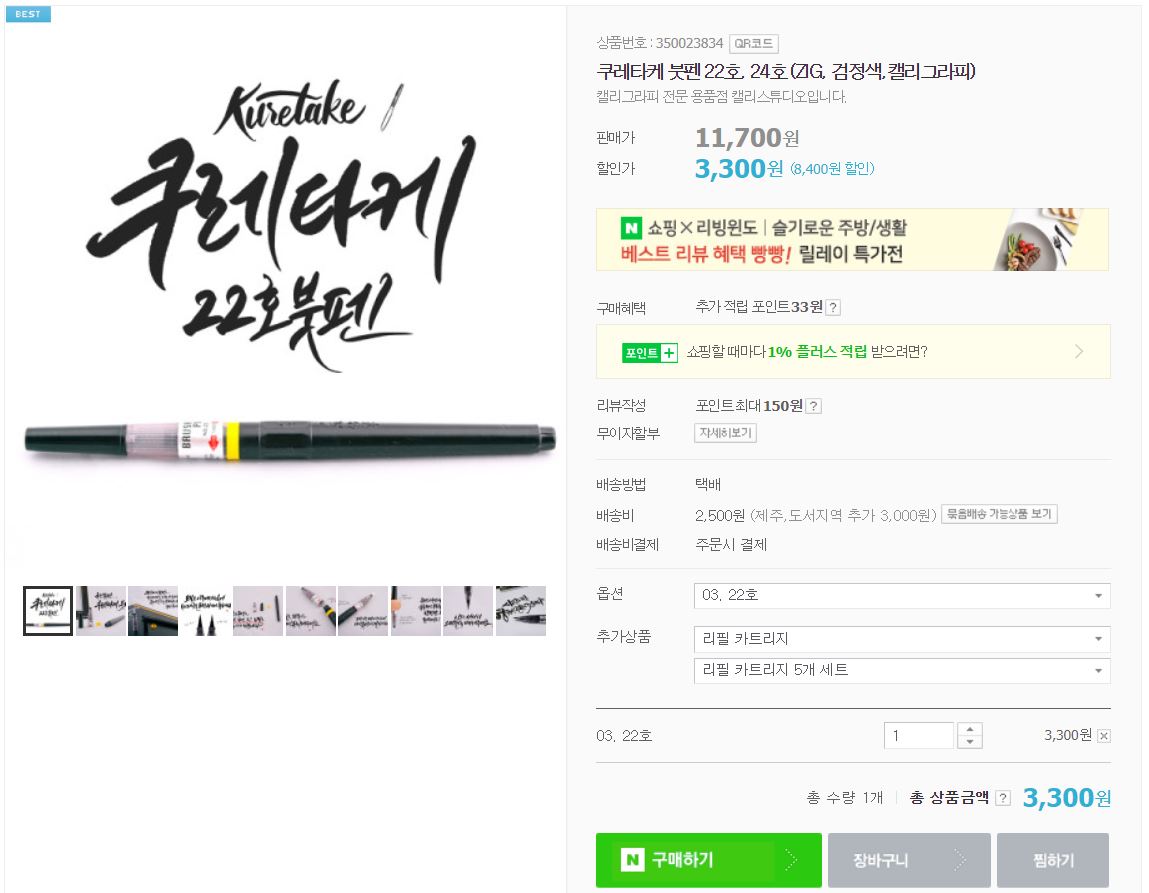 BEST
Kuretake
쿠레타케
22호붓펜
상품번호 : 350023834 QR코드
쿠레타케 붓펜 22호, 24호 (ZIG, 검정색, 캘리그라피)
캘리그라피 전문 용품점 캘리스튜디오입니다.
판매가 11,700원
할인가 3,300원 (8,400원 할인)
N 쇼핑×리빙윈도 | 슬기로운 주방/생활
베스트 리뷰 혜택 빵빵! 릴레이 특가전
구매혜택 추가 적립 포인트 33원 ?
포인트 + 쇼핑할 때마다 1% 플러스 적립 받으려면?
리뷰작성 포인트 최대 150원 ?
무이자할부 자세히보기
배송방법 택배
배송비 2,500원 (제주,도서지역 추가 3,000원) 묶음배송 가능상품 보기
배송비결제 주문시 결제
옵션 03. 22호
추가상품 리필 카트리지
리필 카트리지 5개 세트
03. 22호 1 3,300원
총 수량 1개 총 상품금액 ? 3,300원
N 구매하기 장바구니 찜하기